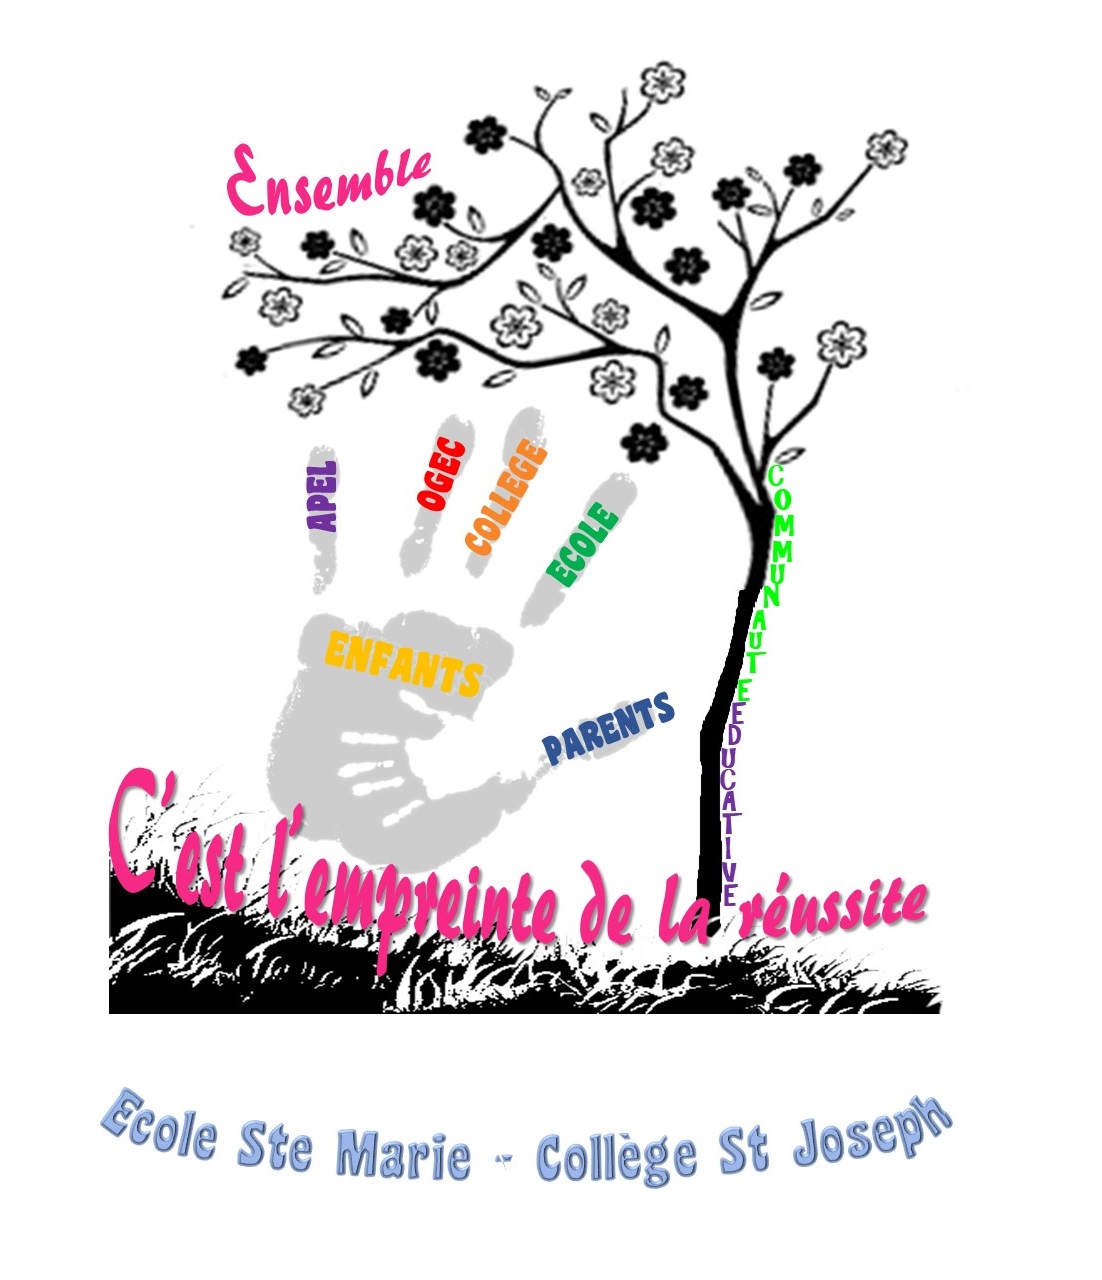 Ensemble
APEL
OGEC
COLLEGE
ECOLE
ENFANTS
PARENTS
COMMUNAUTE EDUCATIVE
C'est l'empreinte de la réussite
Ecole Ste Marie - Collège St Joseph